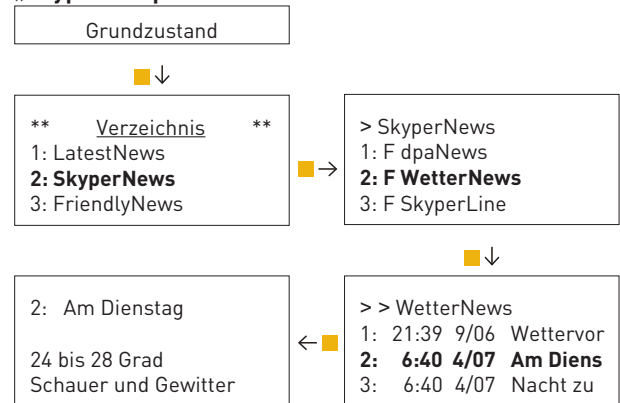 Grundzustand
** Verzeichnis **
1: LatestNews
2: SkyperNews
3: FriendlyNews
> SkyperNews
1: F dpaNews
2: F WetterNews
3: F SkyperLine
> > WetterNews
1: 21:39 9/06 Wettervor
2: 6:40 4/07 Am Diens
3: 6:40 4/07 Nacht zu
2: Am Dienstag
24 bis 28 Grad
Schauer und Gewitter